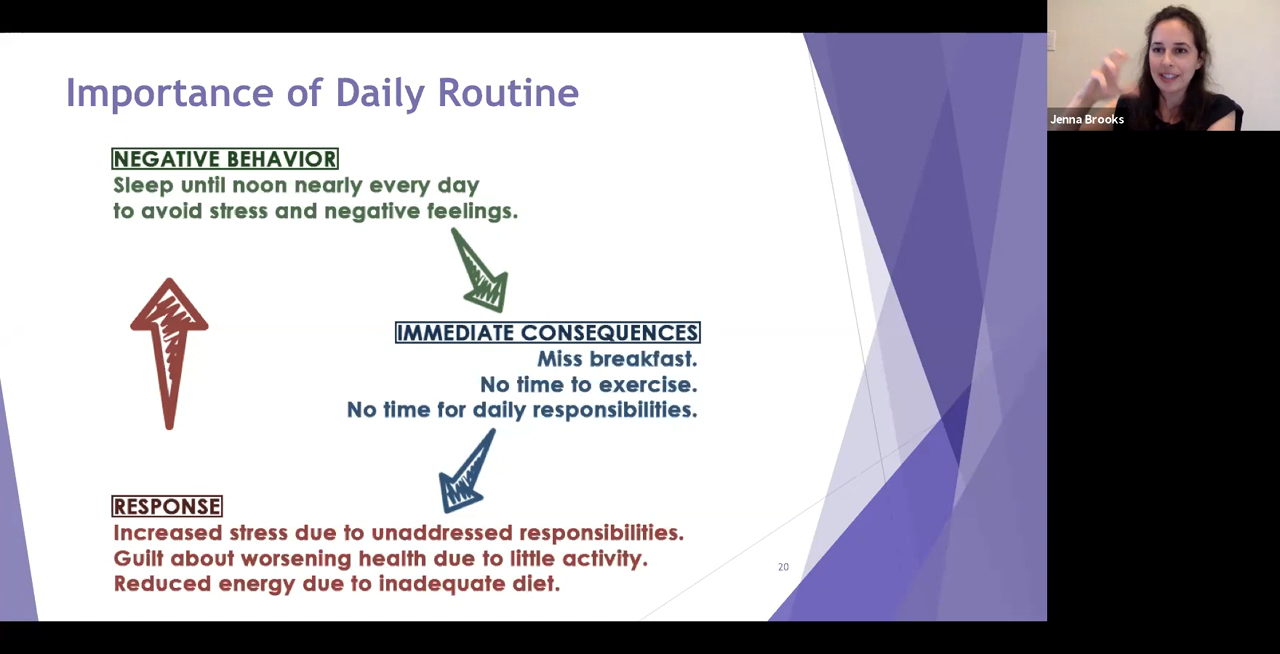 Importance of Daily Routine
Jenna Brooks
NEGATIVE BEHAVIOR
Sleep until noon nearly every day
to avoid stress and negative feelings.
IMMEDIATE CONSEQUENCES
Miss breakfast.
No time to exercise.
No time for daily responsibilities.
RESPONSE
Increased stress due to unaddressed responsibilities.
Guilt about worsening health due to little activity.
Reduced energy due to inadequate diet.
20